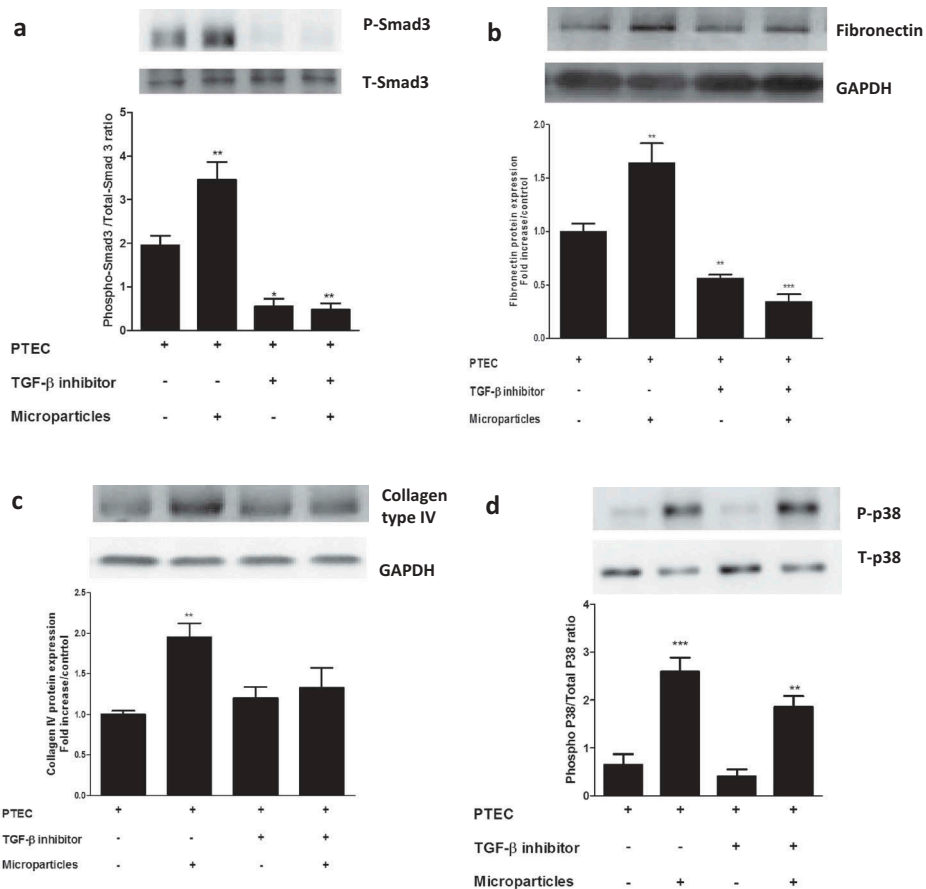 a
P-Smad3
T-Smad3
Phospho-Smad3 /Total-Smad 3 ratio
5
4
3
2
1
0
**
*
**
PTEC + + + +
TGF-β inhibitor - - + +
Microparticles - + - +
b
Fibronectin
GAPDH
Fibronectin protein expression
Fold increase/contrtol
2.0
1.5
1.0
0.5
0.0
**
**
***
PTEC + + + +
TGF-β inhibitor - - + +
Microparticles - + - +
c
Collagen
type IV
GAPDH
Collagen IV protein expression
Fold increase/contrtol
2.5
2.0
1.5
1.0
0.5
0.0
**
PTEC + + + +
TGF-β inhibitor - - + +
Microparticles - + - +
d
P-p38
T-p38
Phospho P38/Total P38 ratio
4
3
2
1
0
***
**
PTEC + + + +
TGF-β inhibitor - - + +
Microparticles - + - +